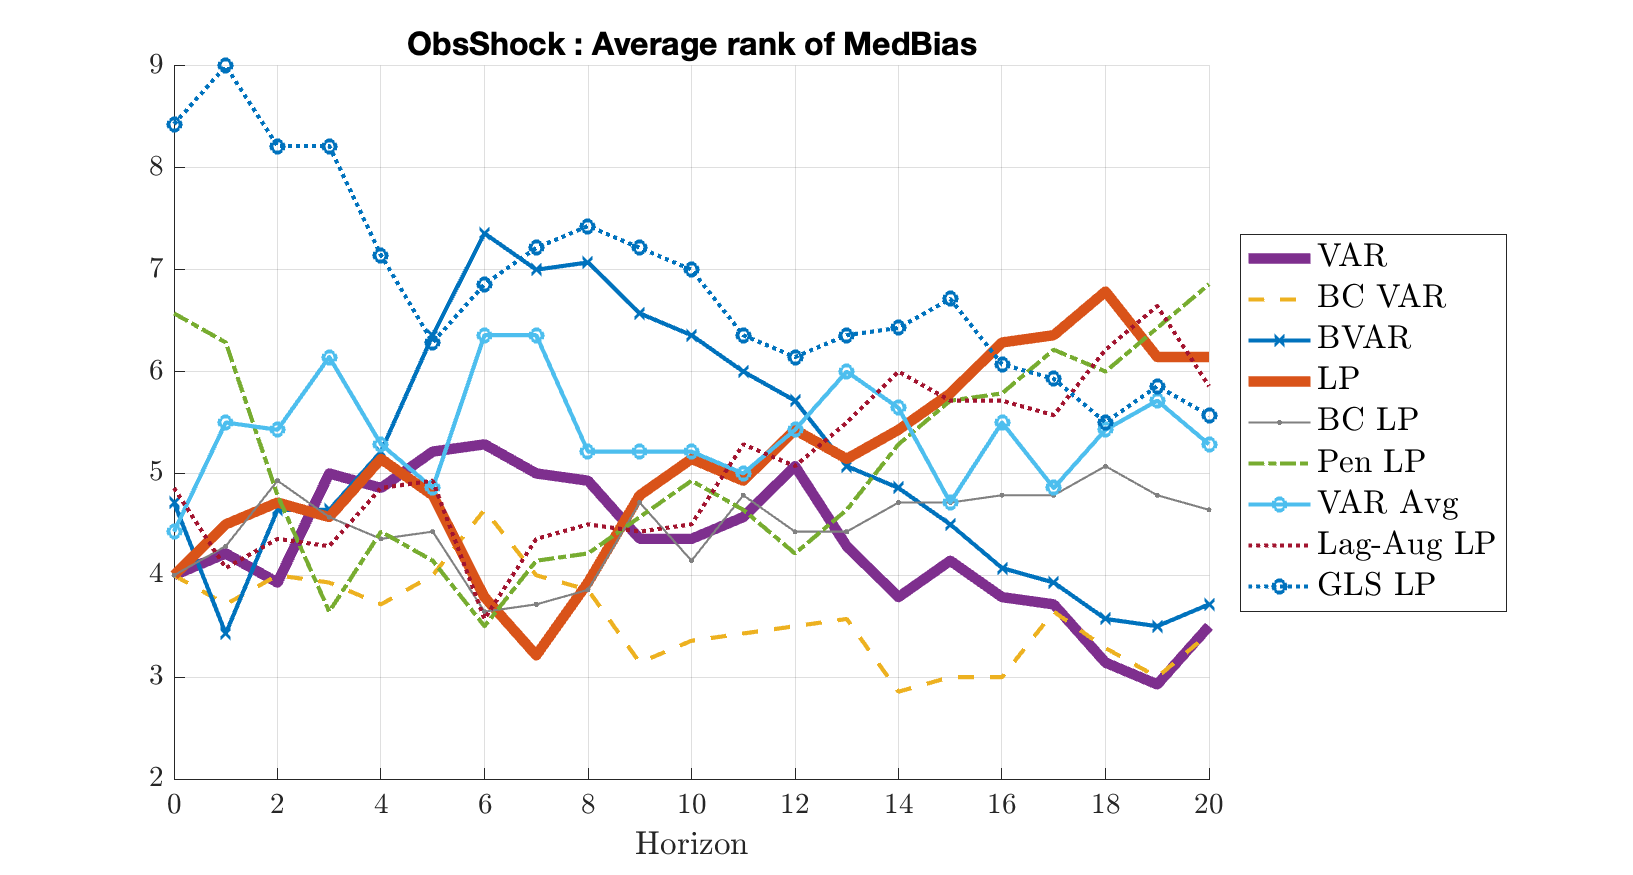 ObsShock : Average rank of MedBias
9
8
7
6
5
4
3
2
0 2 4 6 8 10 12 14 16 18 20
Horizon
VAR
BC VAR
BVAR
LP
BC LP
Pen LP
VAR Avg
Lag-Aug LP
GLS LP